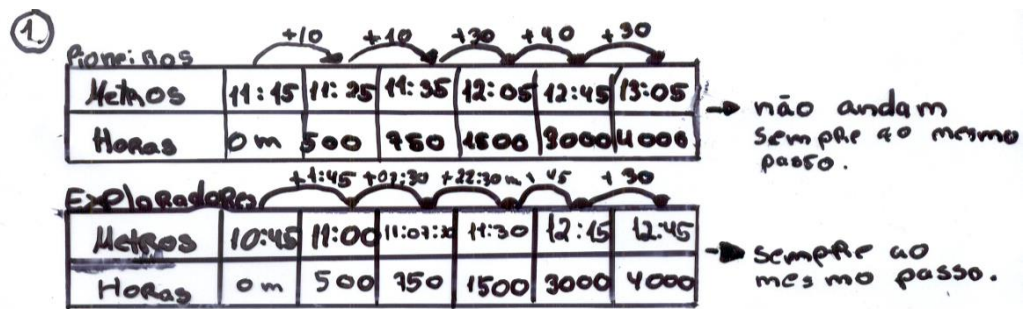 1.
+10 +10 +30 +40 +30
Pioneiros
Metros 11:15 11:25 11:35 12:05 12:45 13:05
Horas 0 m 500 750 1500 3000 4000
não andam
sempre ao mesmo
passo.
+1:45 +07:30 +22:30 m + 45 + 30
Exploradores
Metros 10:45 11:00 11:07:30 11:30 12:15 12:45
Horas 0 m 500 750 1500 3000 4000
sempre ao
mesmo passo.